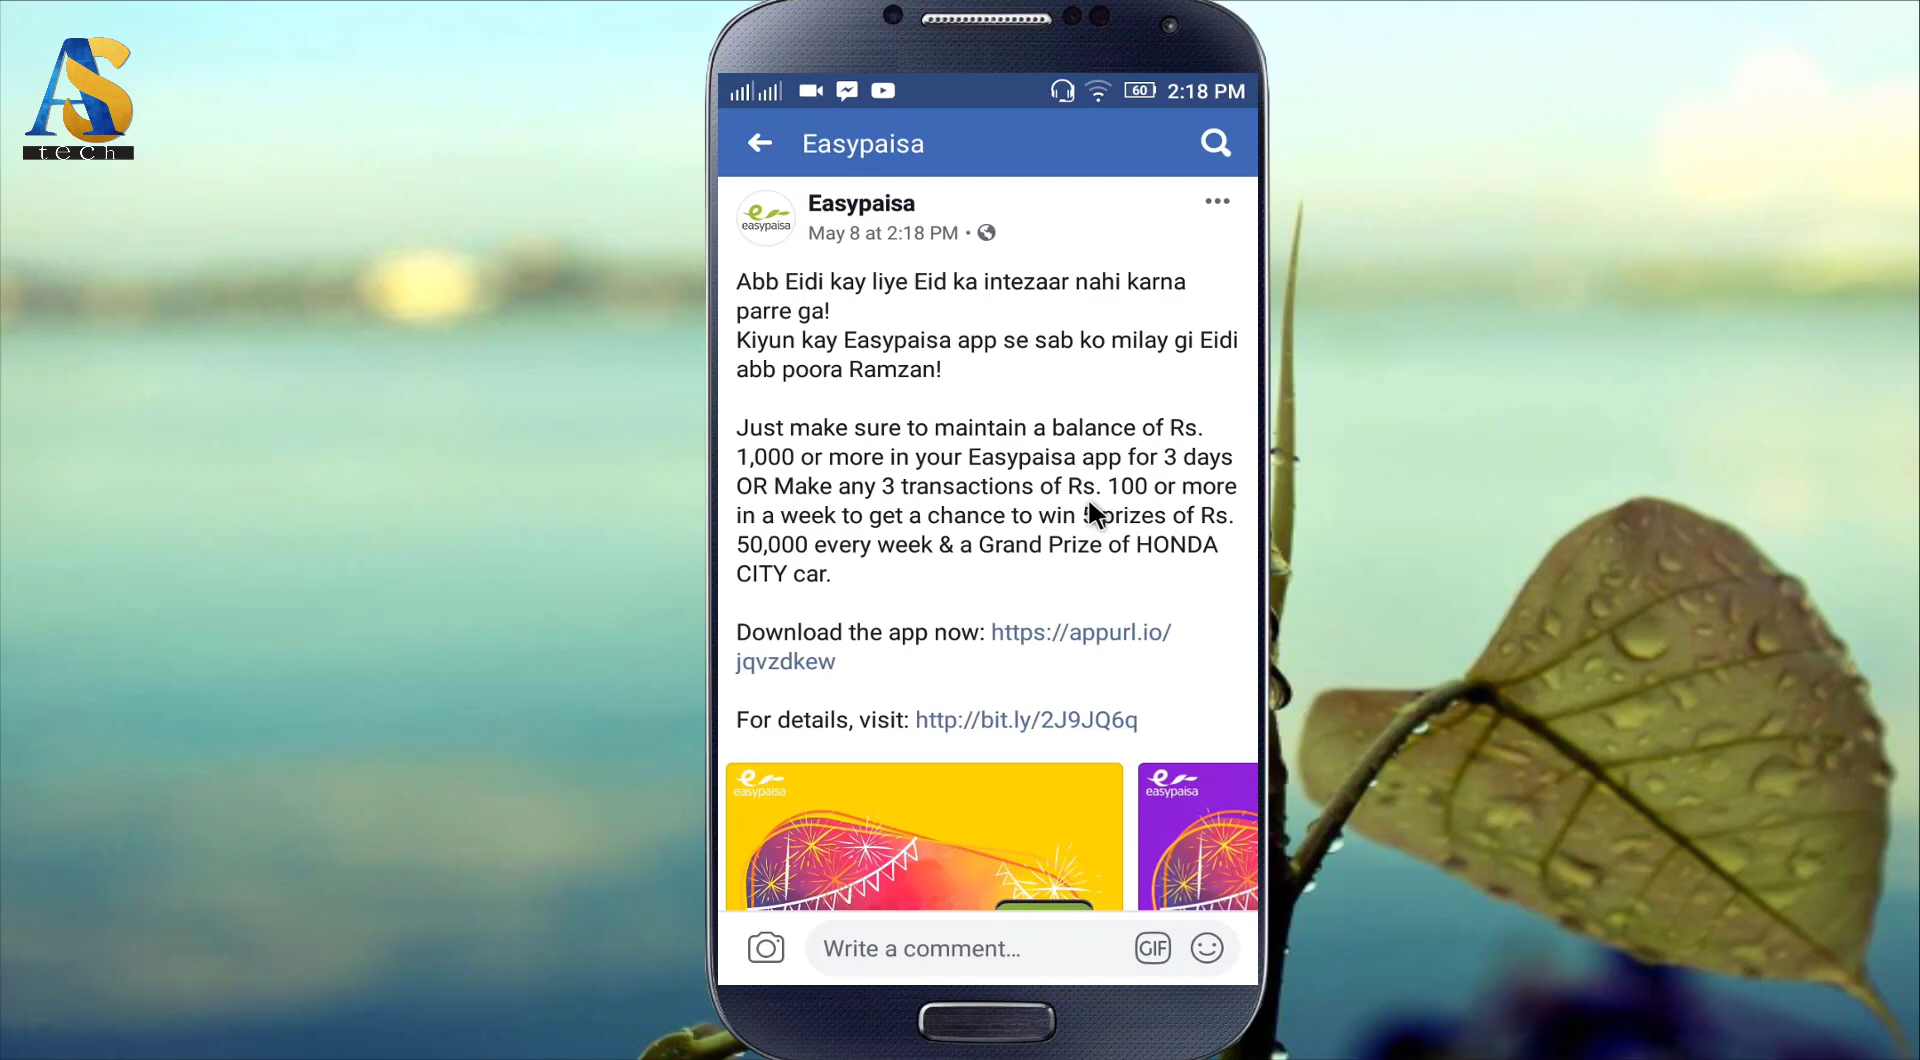 AS
tech
60 2:18 PM
Easypaisa
easypaisa
Easypaisa
May 8 at 2:18 PM
Abb Eidi kay liye Eid ka intezaar nahi karna
parre ga!
Kiyun kay Easypaisa app se sab ko milay gi Eidi
abb poora Ramzan!
Just make sure to maintain a balance of Rs.
1,000 or more in your Easypaisa app for 3 days
OR Make any 3 transactions of Rs. 100 or more
in a week to get a chance to win prizes of Rs.
50,000 every week & a Grand Prize of HONDA
CITY car.
Download the app now: https://appurl.io/
jqvzdkew
For details, visit: http://bit.ly/2J9JQ6q
easypaisa
easypaisa
Write a comment...
GIF